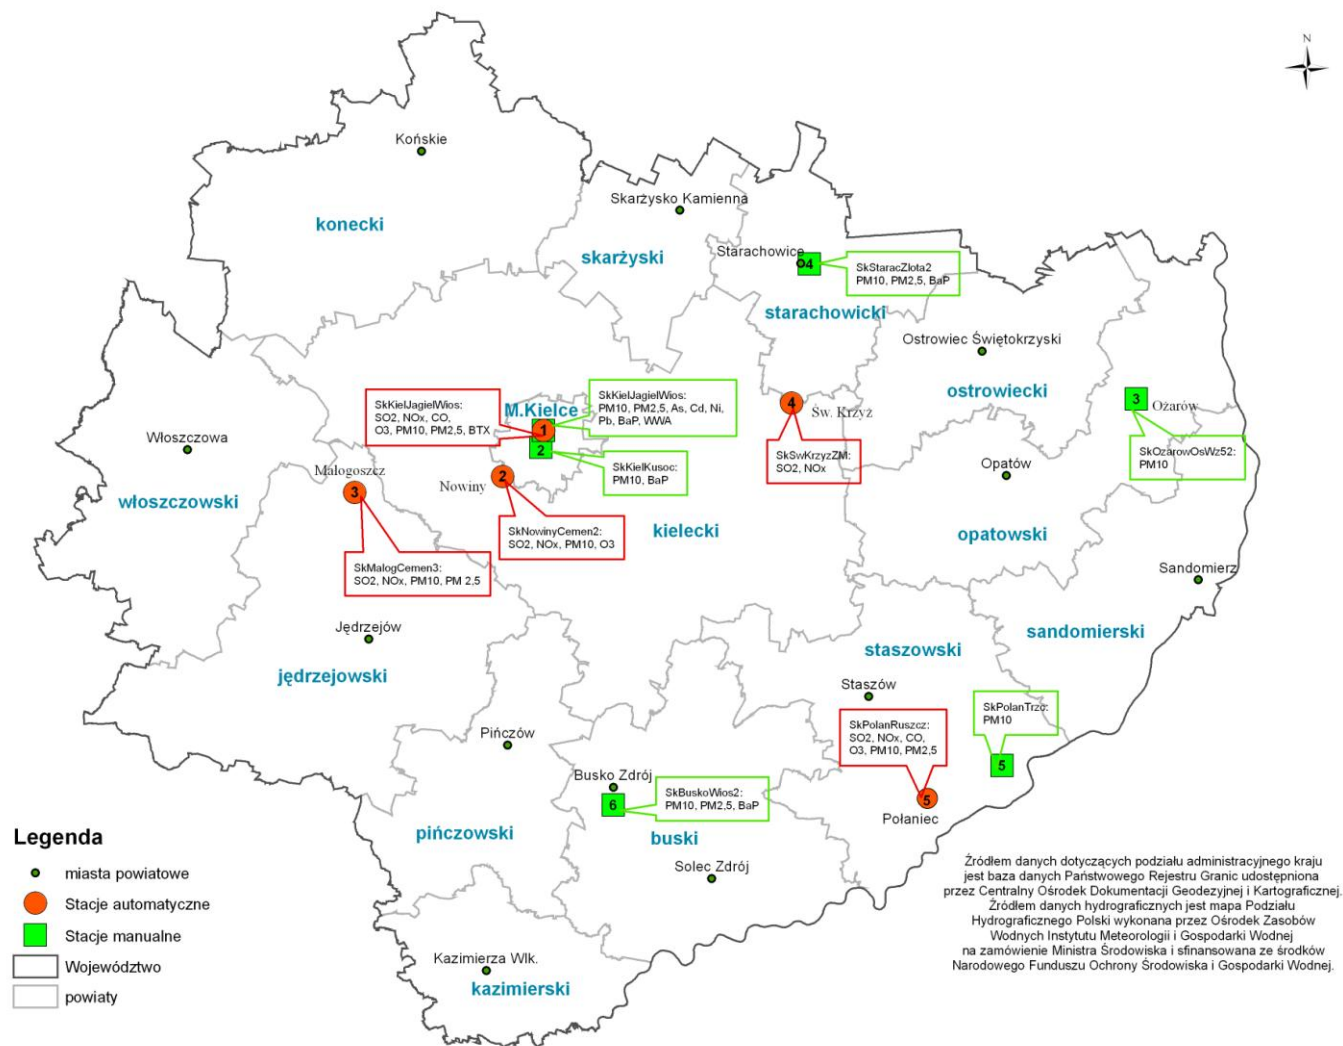 N
Końskie
konecki
Skarżysko Kamienna
skarżyski
Starachowice
4
SkStaracZlota2
PM10, PM2,5, BaP
starachowicki
Ostrowiec Świętokrzyski
ostrowiecki
3
Ożarów
SkOzarowOsWz52:
PM10
SkKielJagielWios:
SO2, NOx, CO,
O3, PM10, PM2,5, BTX
M.Kielce
SkKielJagielWios:
PM10, PM2,5, As, Cd, Ni,
Pb, BaP, WWA
1
2
SkKielKusoc:
PM10, BaP
4
Św. Krzyż
SkSwKrzyzZM:
SO2, NOx
Włoszczowa
włoszczowski
Małogoszcz
3
SkMalogCemen3:
SO2, NOx, PM10, PM 2,5
Nowiny
2
SkNowinyCemen2:
SO2, NOx, PM10, O3
kielecki
Opatów
opatowski
Sandomierz
sandomierski
Jędrzejów
jędrzejowski
staszowski
Staszów
SkPolanRuszcz:
SO2, NOx, CO,
O3, PM10, PM2,5
5
Połaniec
SkPolanTrzc:
PM10
5
Pińczów
pińczowski
Busko Zdrój
6
SkBuskoWios2:
PM10, PM2,5, BaP
buski
Solec Zdrój
Kazimierza Wlk.
kazimierski
Legenda
miasta powiatowe
Stacje automatyczne
Stacje manualne
Województwo
powiaty
Źródłem danych dotyczących podziału administracyjnego kraju
jest baza danych Państwowego Rejestru Granic udostępniona
przez Centralny Ośrodek Dokumentacji Geodezyjnej i Kartograficznej.
Źródłem danych hydrograficznych jest mapa Podziału
Hydrograficznego Polski wykonana przez Ośrodek Zasobów
Wodnych Instytutu Meteorologii i Gospodarki Wodnej
na zamówienie Ministra Środowiska i sfinansowana ze środków
Narodowego Funduszu Ochrony Środowiska i Gospodarki Wodnej.